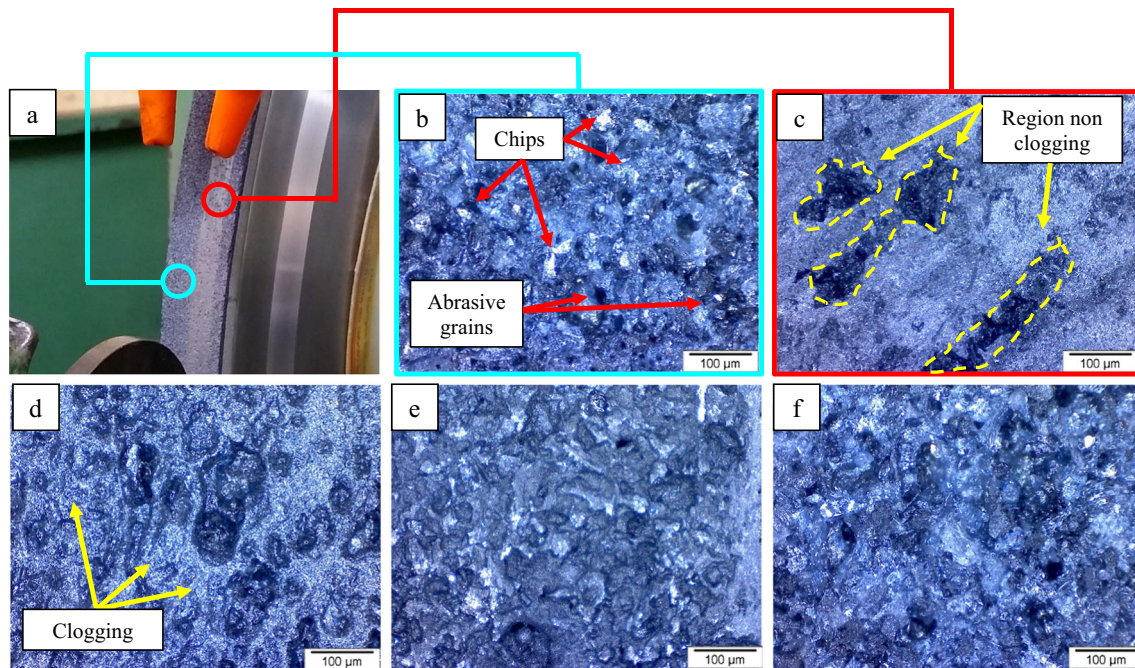 a
b
Chips
Abrasive
grains
100 µm
c
Region non
clogging
100 µm
d
Clogging
100 µm
e
100 µm
f
100 µm